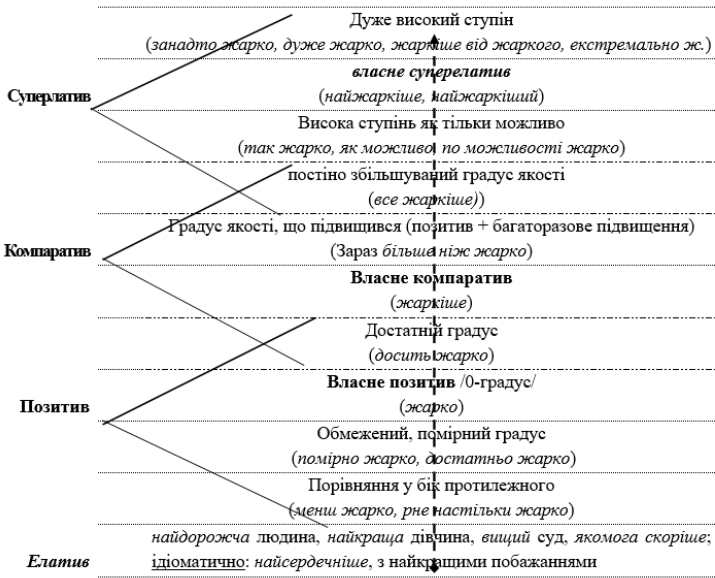 Дуже високий ступін
(занадто жарко, дуже жарко, жаркіше від жаркого, екстремально ж.)
власне суперелатив
Суперлатив
(найжаркіше, найжаркіший)
Висока ступінь як тільки можливо
(так жарко, як можливо, по можливості жарко)
постіно збільшуваний градус якості
(все жаркіше))
Градус якості, що підвищився (позитив + багаторазове підвищення)
Компаратив
(Зараз більше ніж жарко)
Власне компаратив
(жаркіше)
Достатній градус
(досить жарко)
Власне позитив /0-градус/
Позитив
(жарко)
Обмежений, помірний градус
(помірно жарко, достатньо жарко)
Порівняння у бік протилежного
(менш жарко, рне настільки жарко)
найдорожча людина, найкраща дівчина, вищий суд, якомога скоріше;
Елатив
ідіоматично: найсердечніше, з найкращими побажаннями